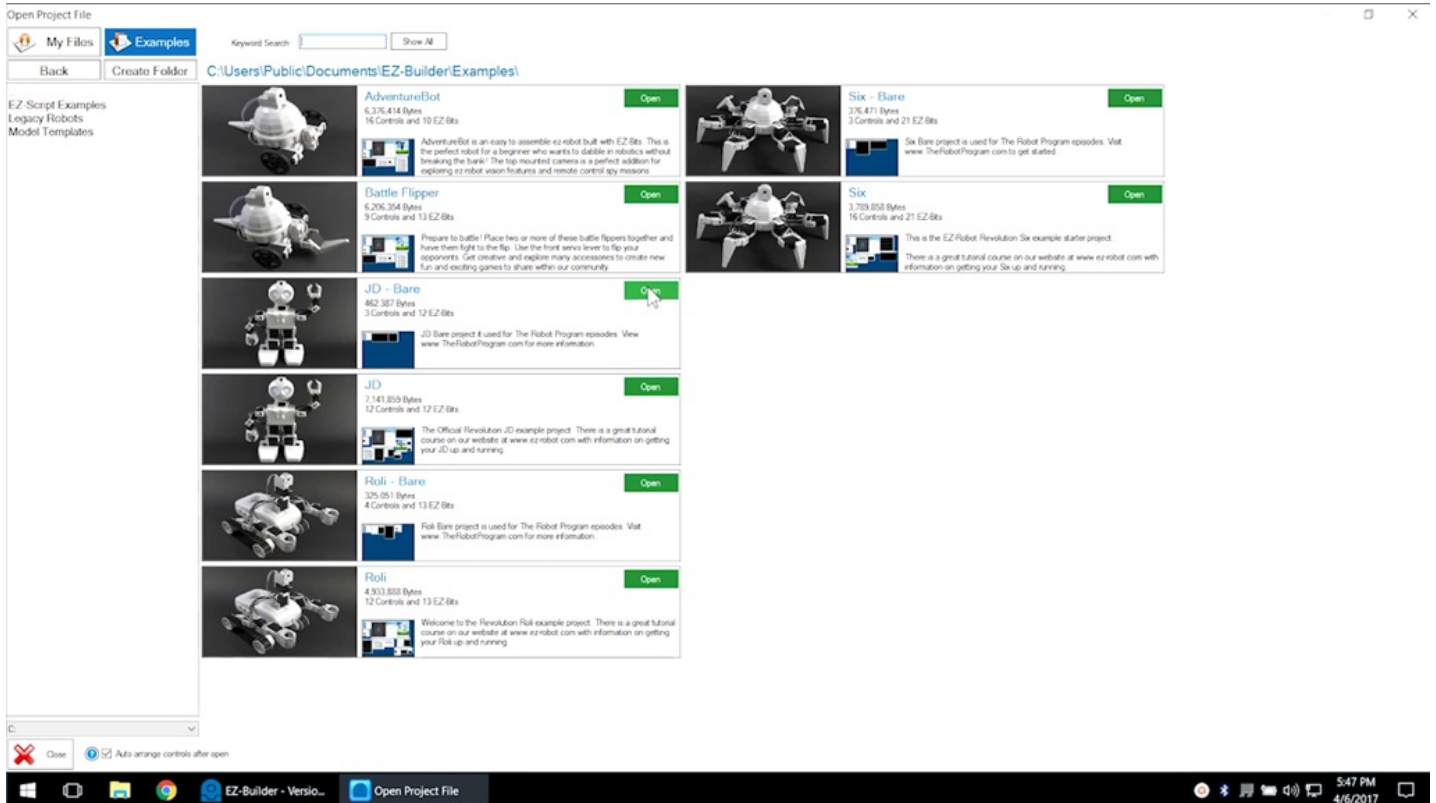 Open Project File
My Files
Examples
Keyword Search
Show All
Back
Create Folder
C:\Users\Public\Documents\EZ-Builder\Examples\
EZ-Script Examples
Legacy Robots
Model Templates
AdventureBot
Open
6,376,414 Bytes
16 Controls and 10 EZ-Bits
AdventureBot is an easy to assemble ez-robot built with EZ-Bits. This is
the perfect robot for a beginner who wants to dabble in robotics without
breaking the bank! The top mounted camera is a perfect addition for
exploring ez-robot vision features and remote control spy missions.
Battle Flipper
Open
6,206,354 Bytes
9 Controls and 13 EZ-Bits
Prepare to battle! Place two or more of these battle flippers together and
have them fight to the flip. Use the front servo lever to flip your
opponents. Get creative and explore many accessories to create new
fun and exciting games to share within our community.
JD - Bare
Open
462,387 Bytes
3 Controls and 12 EZ-Bits
JD Bare project it used for The Robot Program episodes. View
www.TheRobotProgram.com for more information.
JD
Open
7,141,859 Bytes
12 Controls and 12 EZ-Bits
The Official Revolution JD example project. There is a great tutorial
course on our website at www.ez-robot.com with information on getting
your JD up and running.
Roli - Bare
Open
325,051 Bytes
4 Controls and 13 EZ-Bits
Roli Bare project is used for The Robot Program episodes. Visit
www.TheRobotProgram.com for more information.
Roli
Open
4,933,888 Bytes
12 Controls and 13 EZ-Bits
Welcome to the Revolution Roli example project. There is a great tutorial
course on our website at www.ez-robot.com with information on getting
your Roli up and running.
Six - Bare
Open
376,471 Bytes
3 Controls and 21 EZ-Bits
Six Bare project is used for The Robot Program episodes. Visit
www.TheRobotProgram.com to get started.
Six
Open
3,789,858 Bytes
16 Controls and 21 EZ-Bits
This is the EZ-Robot Revolution Six example starter project.
There is a great tutorial course on our website at www.ez-robot.com with
information on getting your Six up and running.
C:
Close
Auto arrange controls after open
EZ-Builder - Versio...
Open Project File
5:47 PM
4/6/2017